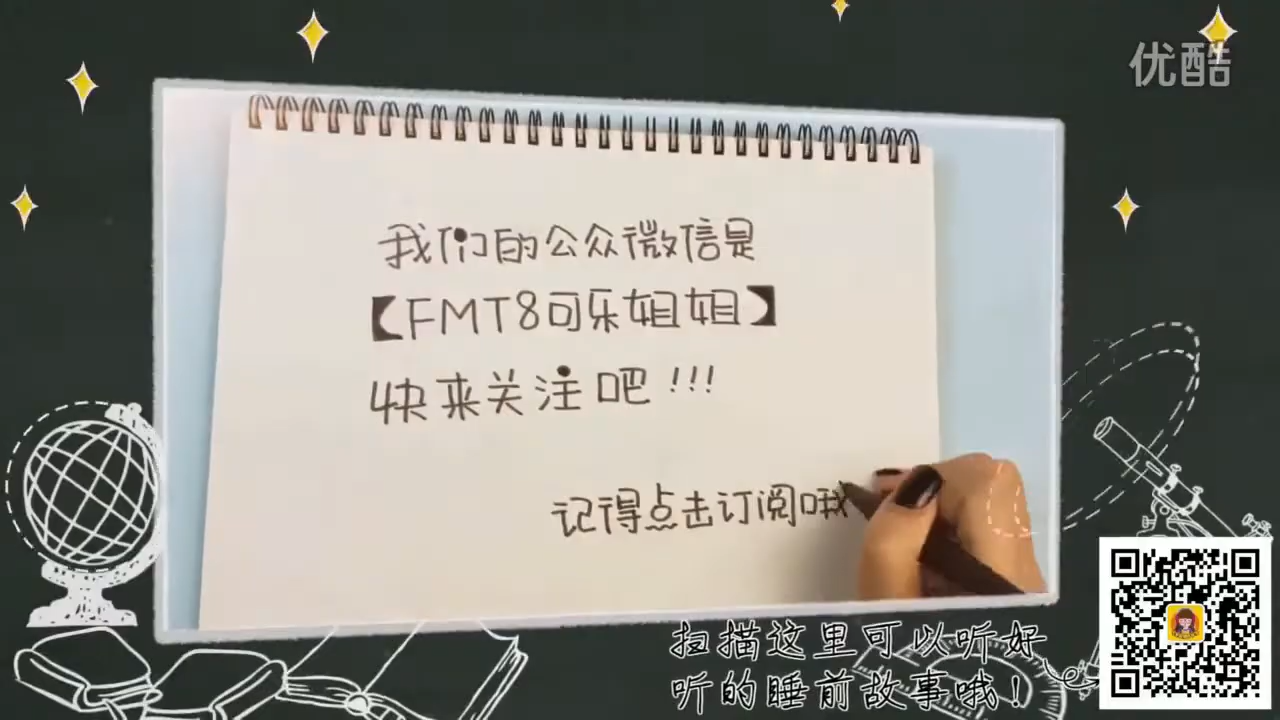 优酷
我们的公众微信是
【FMT8可乐姐姐】
快来关注吧!!!
记得点击订阅哦
扫描这里可以听好
听的睡前故事哦!